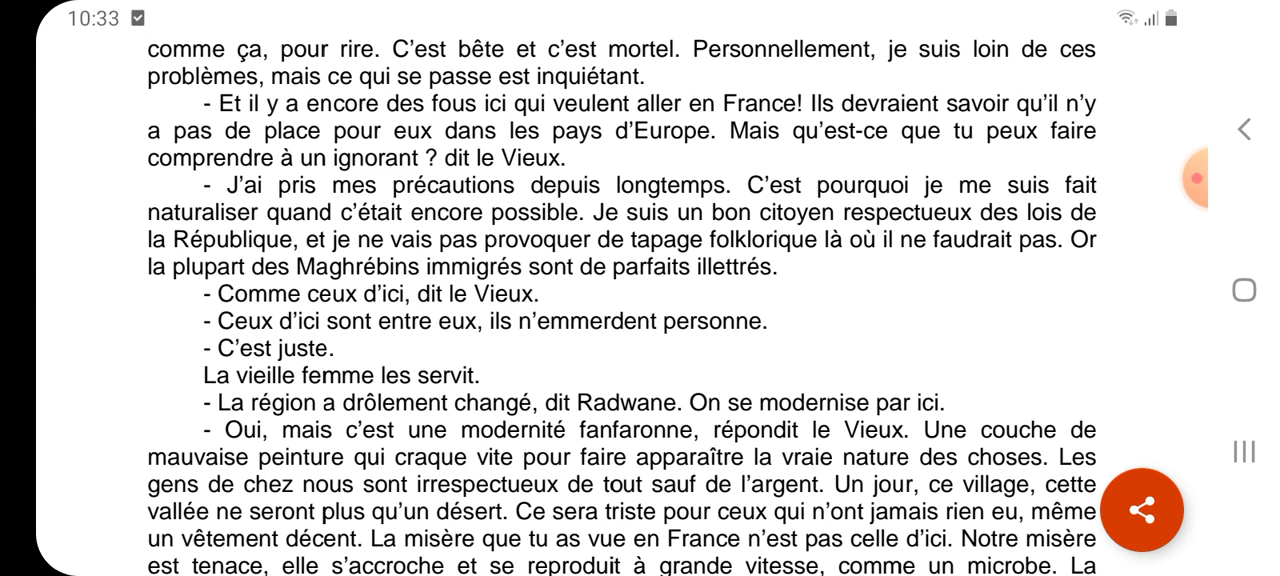 10:33
comme ça, pour rire. C’est bête et c’est mortel. Personnellement, je suis loin de ces
problèmes, mais ce qui se passe est inquiétant.
- Et il y a encore des fous ici qui veulent aller en France! Ils devraient savoir qu’il n’y
a pas de place pour eux dans les pays d’Europe. Mais qu’est-ce que tu peux faire
comprendre à un ignorant ? dit le Vieux.
- J’ai pris mes précautions depuis longtemps. C’est pourquoi je me suis fait
naturaliser quand c’était encore possible. Je suis un bon citoyen respectueux des lois de
la République, et je ne vais pas provoquer de tapage folklorique là où il ne faudrait pas. Or
la plupart des Maghrébins immigrés sont de parfaits illettrés.
- Comme ceux d’ici, dit le Vieux.
- Ceux d’ici sont entre eux, ils n’emmerdent personne.
- C’est juste.
La vieille femme les servit.
- La région a drôlement changé, dit Radwane. On se modernise par ici.
- Oui, mais c’est une modernité fanfaronne, répondit le Vieux. Une couche de
mauvaise peinture qui craque vite pour faire apparaître la vraie nature des choses. Les
gens de chez nous sont irrespectueux de tout sauf de l’argent. Un jour, ce village, cette
vallée ne seront plus qu’un désert. Ce sera triste pour ceux qui n’ont jamais rien eu, même
un vêtement décent. La misère que tu as vue en France n’est pas celle d’ici. Notre misère
est tenace, elle s’accroche et se reproduit à grande vitesse, comme un microbe. La